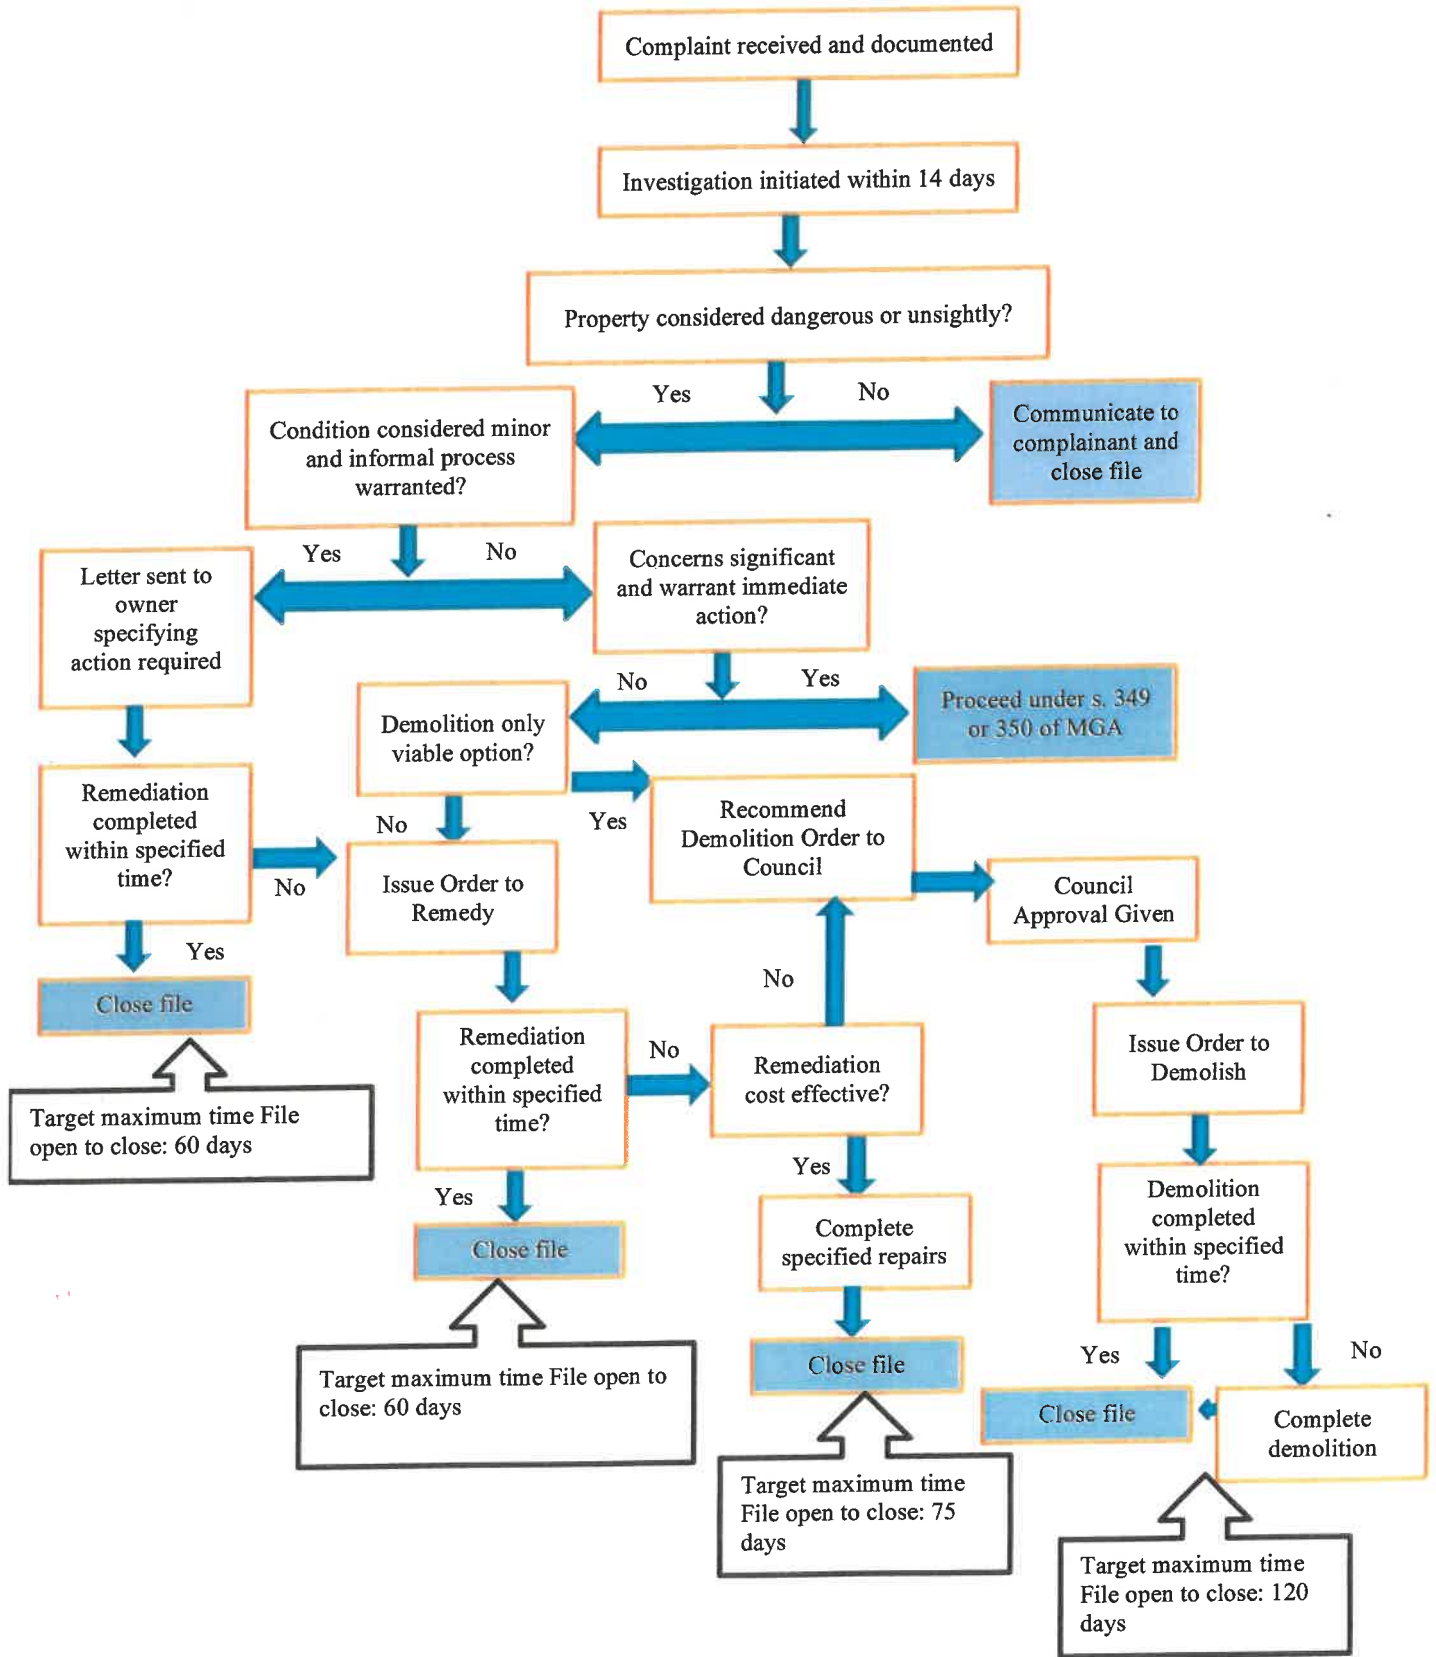 Complaint received and documented
Investigation initiated within 14 days
Property considered dangerous or unsightly?
Yes
No
Condition considered minor
and informal process
warranted?
Communicate to
complainant and
close file
Yes
No
Letter sent to
owner
specifying
action required
Concerns significant
and warrant immediate
action?
No
Yes
Demolition only
viable option?
Proceed under s. 349
or 350 of MGA
Remediation
completed
within specified
time?
No
No
Yes
Recommend
Demolition Order to
Council
Issue Order to
Remedy
Council
Approval Given
Yes
Close file
Target maximum time File
open to close: 60 days
No
Remediation
completed
within specified
time?
No
Remediation
cost effective?
Issue Order to
Demolish
Yes
Close file
Yes
Complete
specified repairs
Demolition
completed
within specified
time?
Target maximum time File open to
close: 60 days
Close file
Yes
No
Close file
Complete
demolition
Target maximum time
File open to close: 75
days
Target maximum time
File open to close: 120
days